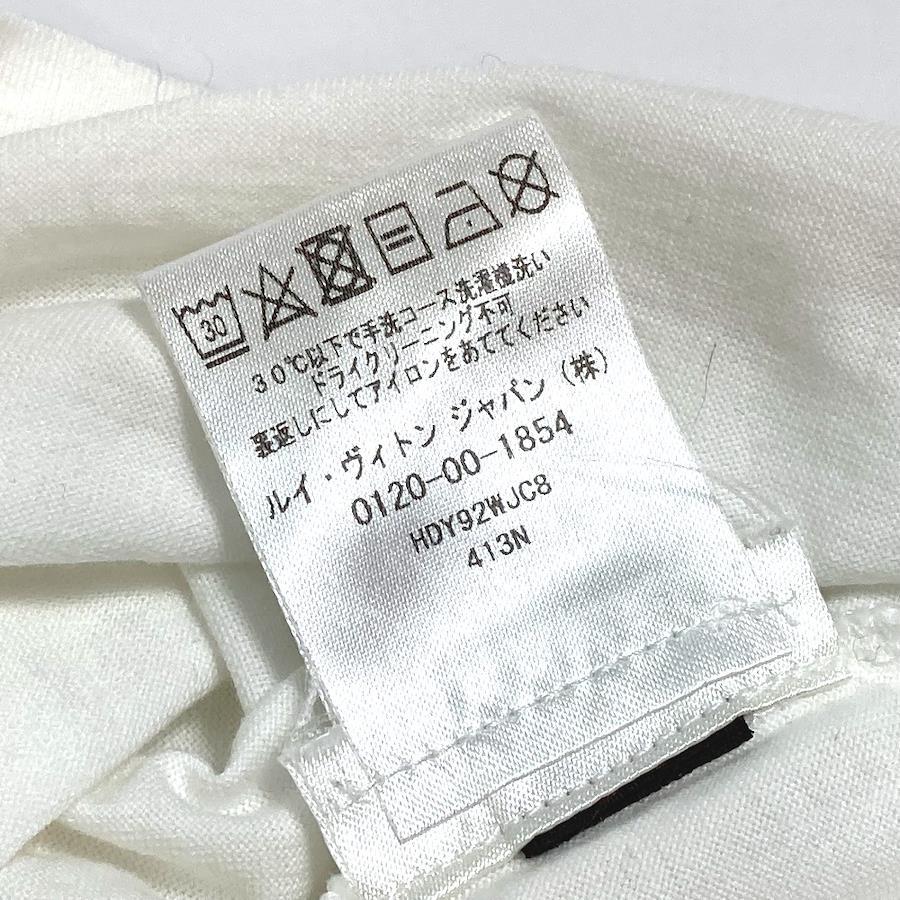 30
30℃以下で手洗コース洗濯機洗い
ドライクリーニング不可
裏返しにしてアイロンをあててください
ルイ・ヴィトン ジャパン(株)
0120-00-1854
HDY92WJC8
413N